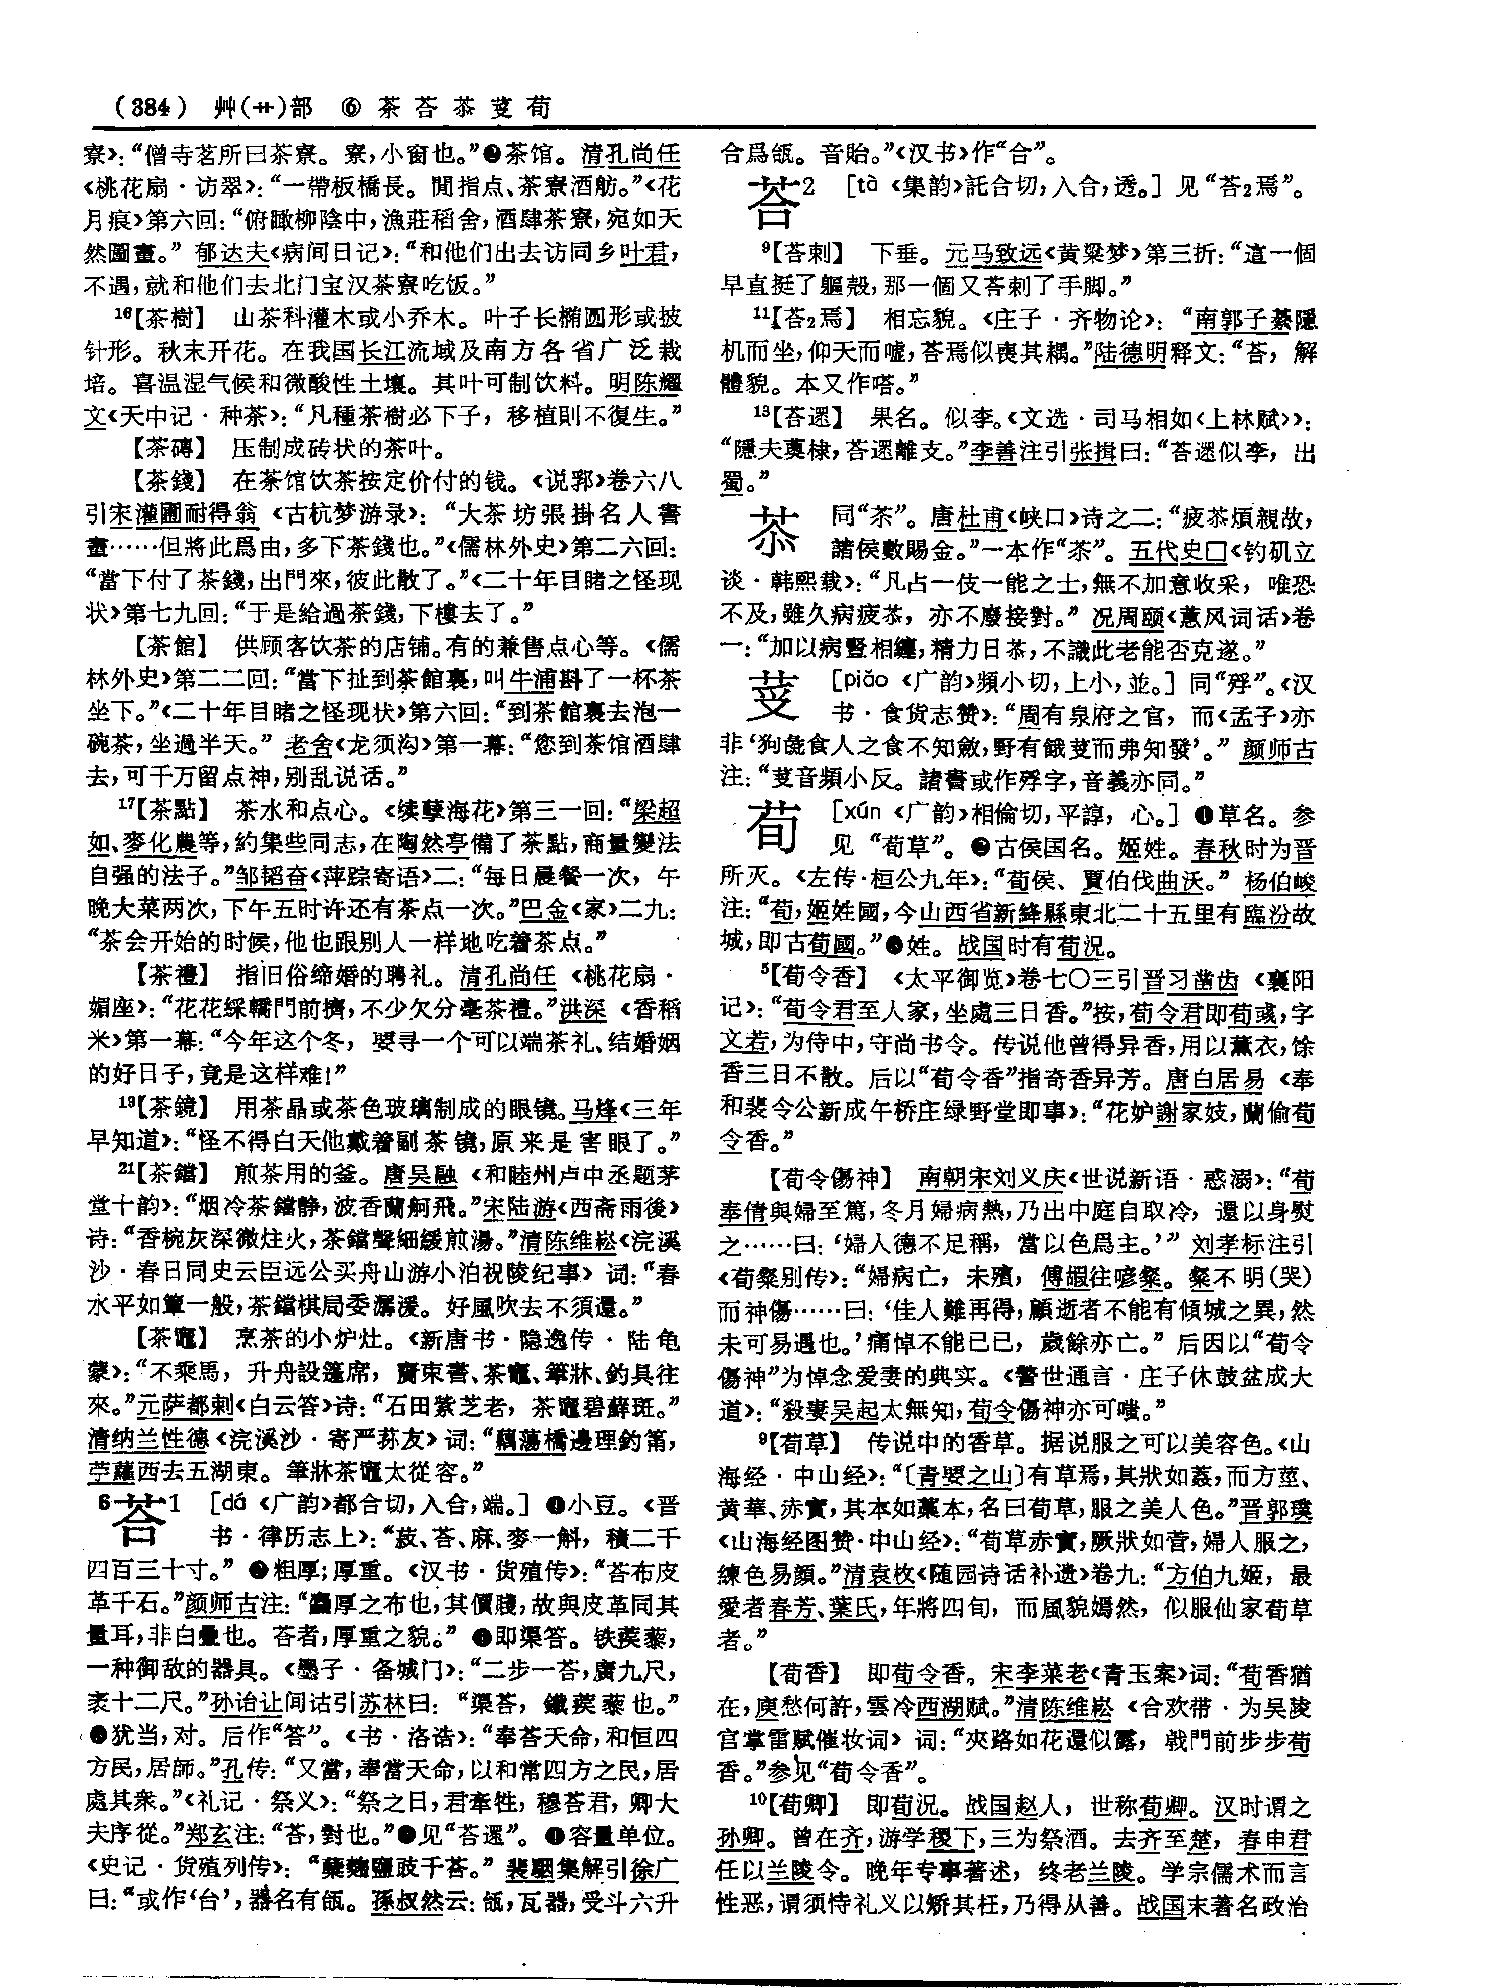 (384) 艸(艹)部 ⑥ 茶荅苶荽荀
寮〉：“僧寺茗所曰茶寮。寮，小窗也。”❷茶馆。清孔尚任
〈桃花扇·访翠〉：“一帶板橋長。閒指点、茶寮酒舫。”〈花
月痕〉第六回：“俯瞰柳陰中，漁莊稻舍，酒肆茶寮，宛如天
然圖畫。”郁达夫〈病间日记〉：“和他们出去访同乡叶君，
不遇，就和他们去北门宝汉茶寮吃饭。”
16【茶樹】 山茶科灌木或小乔木。叶子长椭圆形或披
针形。秋末开花。在我国长江流域及南方各省广泛栽
培。喜温湿气候和微酸性土壤。其叶可制饮料。明陈耀
文〈天中记·种茶〉：“凡種茶樹必下子，移植則不復生。”
【茶磚】 压制成砖状的茶叶。
【茶錢】 在茶馆饮茶按定价付的钱。〈说郛〉卷六八
引宋灌圃耐得翁〈古杭梦游录〉：“大茶坊張掛名人書
畫……但將此爲由，多下茶錢也。”〈儒林外史〉第二六回：
“當下付了茶錢，出門來，彼此散了。”〈二十年目睹之怪现
状〉第七九回：“于是給過茶錢，下樓去了。”
【茶館】 供顾客饮茶的店铺。有的兼售点心等。〈儒
林外史〉第二二回：“當下扯到茶館裏，叫牛浦斟了一杯茶
坐下。”〈二十年目睹之怪现状〉第六回：“到茶館裏去泡一
碗茶，坐過半天。”老舍〈龙须沟〉第一幕：“您到茶馆酒肆
去，可千万留点神，别乱说话。”
17【茶點】 茶水和点心。〈续孽海花〉第三一回：“梁超
如、麥化農等，約集些同志，在陶然亭備了茶點，商量變法
自强的法子。”邹韬奋〈萍踪寄语〉二：“每日晨餐一次，午
晚大菜两次，下午五时许还有茶点一次。”巴金〈家〉二九：
“茶会开始的时候，他也跟别人一样地吃着茶点。”
【茶禮】 指旧俗缔婚的聘礼。清孔尚任〈桃花扇·
媚座〉：“花花綵轎門前擠，不少欠分毫茶禮。”洪深〈香稻
米〉第一幕：“今年这个冬，要寻一个可以端茶礼、结婚姻
的好日子，竟是这样难！”
19【茶鏡】 用茶晶或茶色玻璃制成的眼镜。马烽〈三年
早知道〉：“怪不得白天他戴着副茶镜，原来是害眼了。”
21【茶鐺】 煎茶用的釜。唐吴融〈和睦州卢中丞题茅
堂十韵〉：“烟冷茶鐺静，波香蘭舸飛。”宋陆游〈西斋雨後〉
诗：“香椀灰深微炷火，茶鐺聲細緩煎湯。”清陈维崧〈浣溪
沙·春日同史云臣远公买舟山游小泊祝陵纪事〉词：“春
水平如簟一般，茶鐺棋局委潺湲。好風吹去不須還。”
【茶竈】 烹茶的小炉灶。〈新唐书·隐逸传·陆龟
蒙〉：“不乘馬，升舟設篷席，齎束書、茶竈、筆牀、釣具往
來。”元萨都剌〈白云答〉诗：“石田紫芝老，茶竈碧蘚斑。”
清纳兰性德〈浣溪沙·寄严荪友〉词：“藕蕩橋邊理釣筩，
苧蘿西去五湖東。筆牀茶竈太從容。”
6荅1 [dá〈广韵〉都合切，入合，端。] ❶小豆。〈晋
书·律历志上〉：“菽、荅、麻、麥一斛，積二千
四百三十寸。”❷粗厚；厚重。〈汉书·货殖传〉：“荅布皮
革千石。”颜师古注：“麤厚之布也，其價賤，故與皮革同其
量耳，非白疊也。荅者，厚重之貌。”❸即渠荅。铁蒺藜，
一种御敌的器具。〈墨子·备城门〉：“二步一荅，廣九尺，
袤十二尺。”孙诒让间诂引苏林曰：“渠荅，鐵蒺藜也。”
❹犹当，对。后作“答”。〈书·洛诰〉：“奉荅天命，和恒四
方民，居師。”孔传：“又當，奉當天命，以和常四方之民，居
處其衆。”〈礼记·祭义〉：“祭之日，君牽牲，穆荅君，卿大
夫序從。”郑玄注：“荅，對也。”❺见“荅遝”。❻容量单位。
〈史记·货殖列传〉：“糱麴鹽豉千荅。”裴駰集解引徐广
曰：“或作‘台’，器名有瓵。孫叔然云：瓵，瓦器，受斗六升
合爲瓵。音貽。”〈汉书〉作“合”。
荅2 [tà〈集韵〉託合切，入合，透。] 见“荅₂焉”。
9【荅剌】 下垂。元马致远〈黄粱梦〉第三折：“這一個
早直挺了軀殼，那一個又荅剌了手脚。”
11【荅₂焉】 相忘貌。〈庄子·齐物论〉：“南郭子綦隱
机而坐，仰天而噓，荅焉似喪其耦。”陆德明释文：“荅，解
體貌。本又作嗒。”
13【荅遝】 果名。似李。〈文选·司马相如〈上林赋〉〉：
“隱夫薁棣，荅遝離支。”李善注引张揖曰：“荅遝似李，出
蜀。”
苶 同“茶”。唐杜甫〈峡口〉诗之二：“疲苶煩親故，
諸侯數賜金。”一本作“茶”。五代史□〈钓矶立
谈·韩熙载〉：“凡占一伎一能之士，無不加意收采，唯恐
不及，雖久病疲苶，亦不廢接對。”况周颐〈蕙风词话〉卷
一：“加以病豎相纏，精力日苶，不識此老能否克遂。”
荽 [piǎo〈广韵〉頻小切，上小，並。] 同“殍”。〈汉
书·食货志赞〉：“周有泉府之官，而〈孟子〉亦
非‘狗彘食人之食不知斂，野有餓荽而弗知發’。”颜师古
注：“荽音頻小反。諸書或作殍字，音義亦同。”
荀 [xún〈广韵〉相倫切，平諄，心。] ❶草名。参
见“荀草”。❷古侯国名。姬姓。春秋时为晋
所灭。〈左传·桓公九年〉：“荀侯、賈伯伐曲沃。”杨伯峻
注：“荀，姬姓國，今山西省新絳縣東北二十五里有臨汾故
城，即古荀國。”❸姓。战国时有荀况。
5【荀令香】 〈太平御览〉卷七〇三引晋习凿齿〈襄阳
记〉：“荀令君至人家，坐處三日香。”按，荀令君即荀彧，字
文若，为侍中，守尚书令。传说他曾得异香，用以薰衣，馀
香三日不散。后以“荀令香”指奇香异芳。唐白居易〈奉
和裴令公新成午桥庄绿野堂即事〉：“花妒謝家妓，蘭偷荀
令香。”
【荀令傷神】 南朝宋刘义庆〈世说新语·惑溺〉：“荀
奉倩與婦至篤，冬月婦病熱，乃出中庭自取冷，還以身熨
之……曰：‘婦人德不足稱，當以色爲主。’”刘孝标注引
〈荀粲别传〉：“婦病亡，未殯，傅嘏往喭粲。粲不明(哭)
而神傷……曰：‘佳人難再得，顧逝者不能有傾城之異，然
未可易遇也。’痛悼不能已已，歲餘亦亡。”后因以“荀令
傷神”为悼念爱妻的典实。〈警世通言·庄子休鼓盆成大
道〉：“殺妻吴起太無知，荀令傷神亦可嗤。”
9【荀草】 传说中的香草。据说服之可以美容色。〈山
海经·中山经〉：“〔青要之山〕有草焉，其狀如葌，而方莖、
黄華、赤實，其本如藁本，名曰荀草，服之美人色。”晋郭璞
〈山海经图赞·中山经〉：“荀草赤實，厥狀如菅，婦人服之，
練色易顔。”清袁枚〈随园诗话补遗〉卷九：“方伯九姬，最
愛者春芳、葉氏，年將四旬，而風貌嫣然，似服仙家荀草
者。”
【荀香】 即荀令香。宋李莱老〈青玉案〉词：“荀香猶
在，庾愁何許，雲冷西湖賦。”清陈维崧〈合欢带·为吴陵
官掌雷赋催妆词〉词：“夾路如花還似霧，戟門前步步荀
香。”参见“荀令香”。
10【荀卿】 即荀况。战国赵人，世称荀卿。汉时谓之
孙卿。曾在齐，游学稷下，三为祭酒。去齐至楚，春申君
任以兰陵令。晚年专事著述，终老兰陵。学宗儒术而言
性恶，谓须恃礼义以矫其枉，乃得从善。战国末著名政治